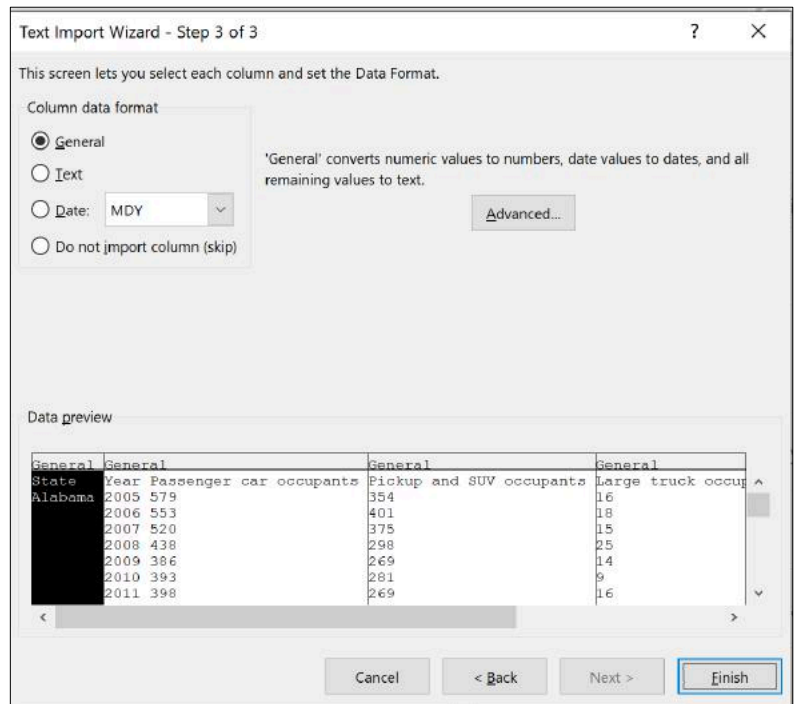 Text Import Wizard - Step 3 of 3 ? ×
This screen lets you select each column and set the Data Format.
Column data format
General
Text
Date: MDY
Do not import column (skip)
'General' converts numeric values to numbers, date values to dates, and all
remaining values to text.
Advanced...
Data preview
General General General General
State Year Passenger car occupants Pickup and SUV occupants Large truck occup
Alabama 2005 579 354 16
2006 553 401 18
2007 520 375 15
2008 438 298 25
2009 386 269 14
2010 393 281 9
2011 398 269 16
Cancel < Back Next > Finish